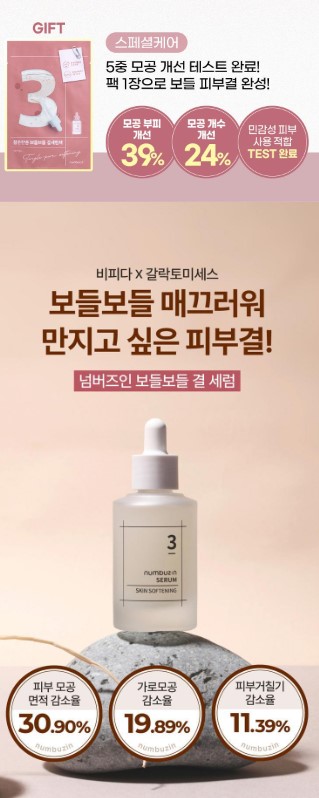 GIFT
3
스페셜케어
5중 모공 개선 테스트 완료!
팩 1장으로 보들 피부결 완성!
모공 부피
개선
39%
모공 개수
개선
24%
민감성 피부
사용 적합
TEST 완료
비피다 X 갈락토미세스
보들보들 매끄러워
만지고 싶은 피부결!
넘버즈인 보들보들 결 세럼
3
numbuzin
SERUM
SKIN SOFTENING
피부 모공
면적 감소율
30.90%
numbuzin
가로모공
감소율
19.89%
numbuzin
피부거칠기
감소율
11.39%
numbuzin